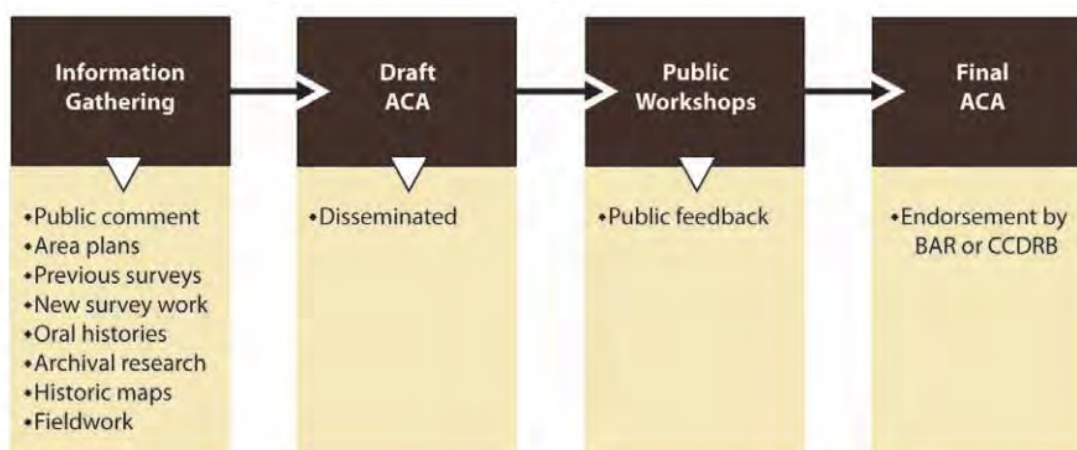 Information
Gathering
Draft
ACA
Public
Workshops
Final
ACA
•Public comment
•Area plans
•Previous surveys
•New survey work
•Oral histories
•Archival research
•Historic maps
•Fieldwork
•Disseminated
•Public feedback
•Endorsement by
BAR or CCDRB